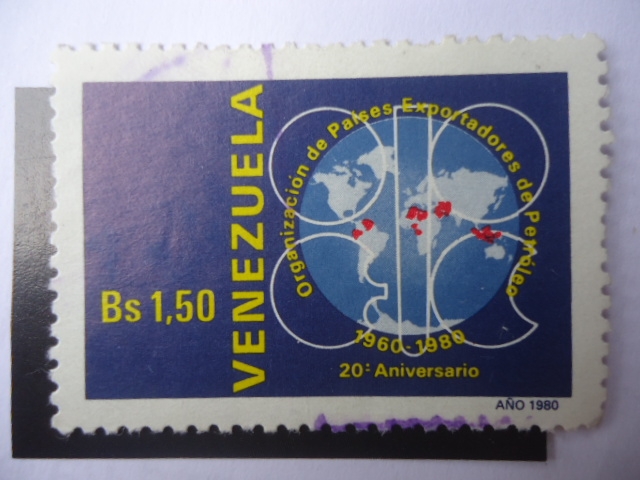 VENEZUELA
Bs 1,50
Organización de Países Exportadores de Petróleo
1960-1980
20º Aniversario
AÑO 1980